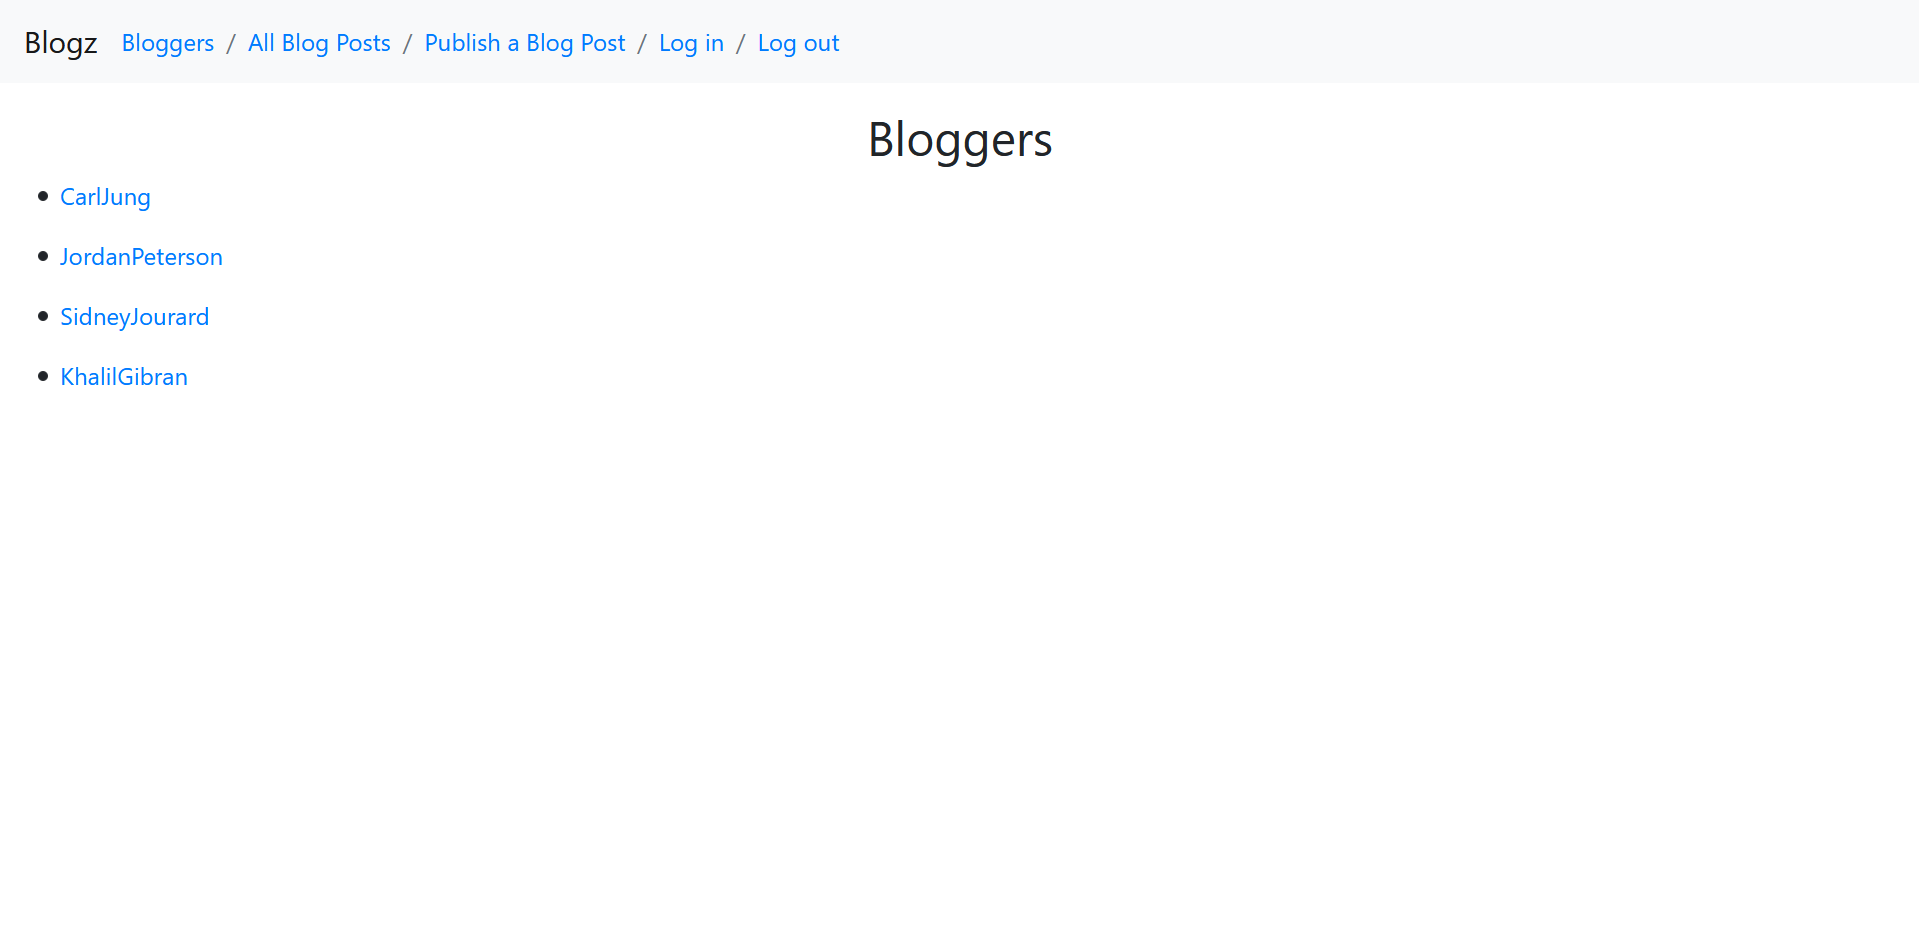 Blogz Bloggers / All Blog Posts / Publish a Blog Post / Log in / Log out
Bloggers
CarlJung
JordanPeterson
SidneyJourard
KhalilGibran